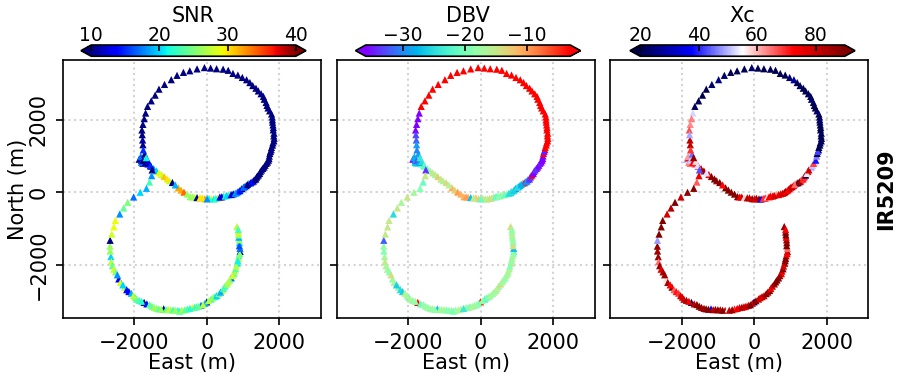 SNR DBV Xc
10 20 30 40 −30 −20 −10 20 40 60 80
North (m)
2000
0
−2000
IR5209
−2000 0 2000 −2000 0 2000 −2000 0 2000
East (m) East (m) East (m)